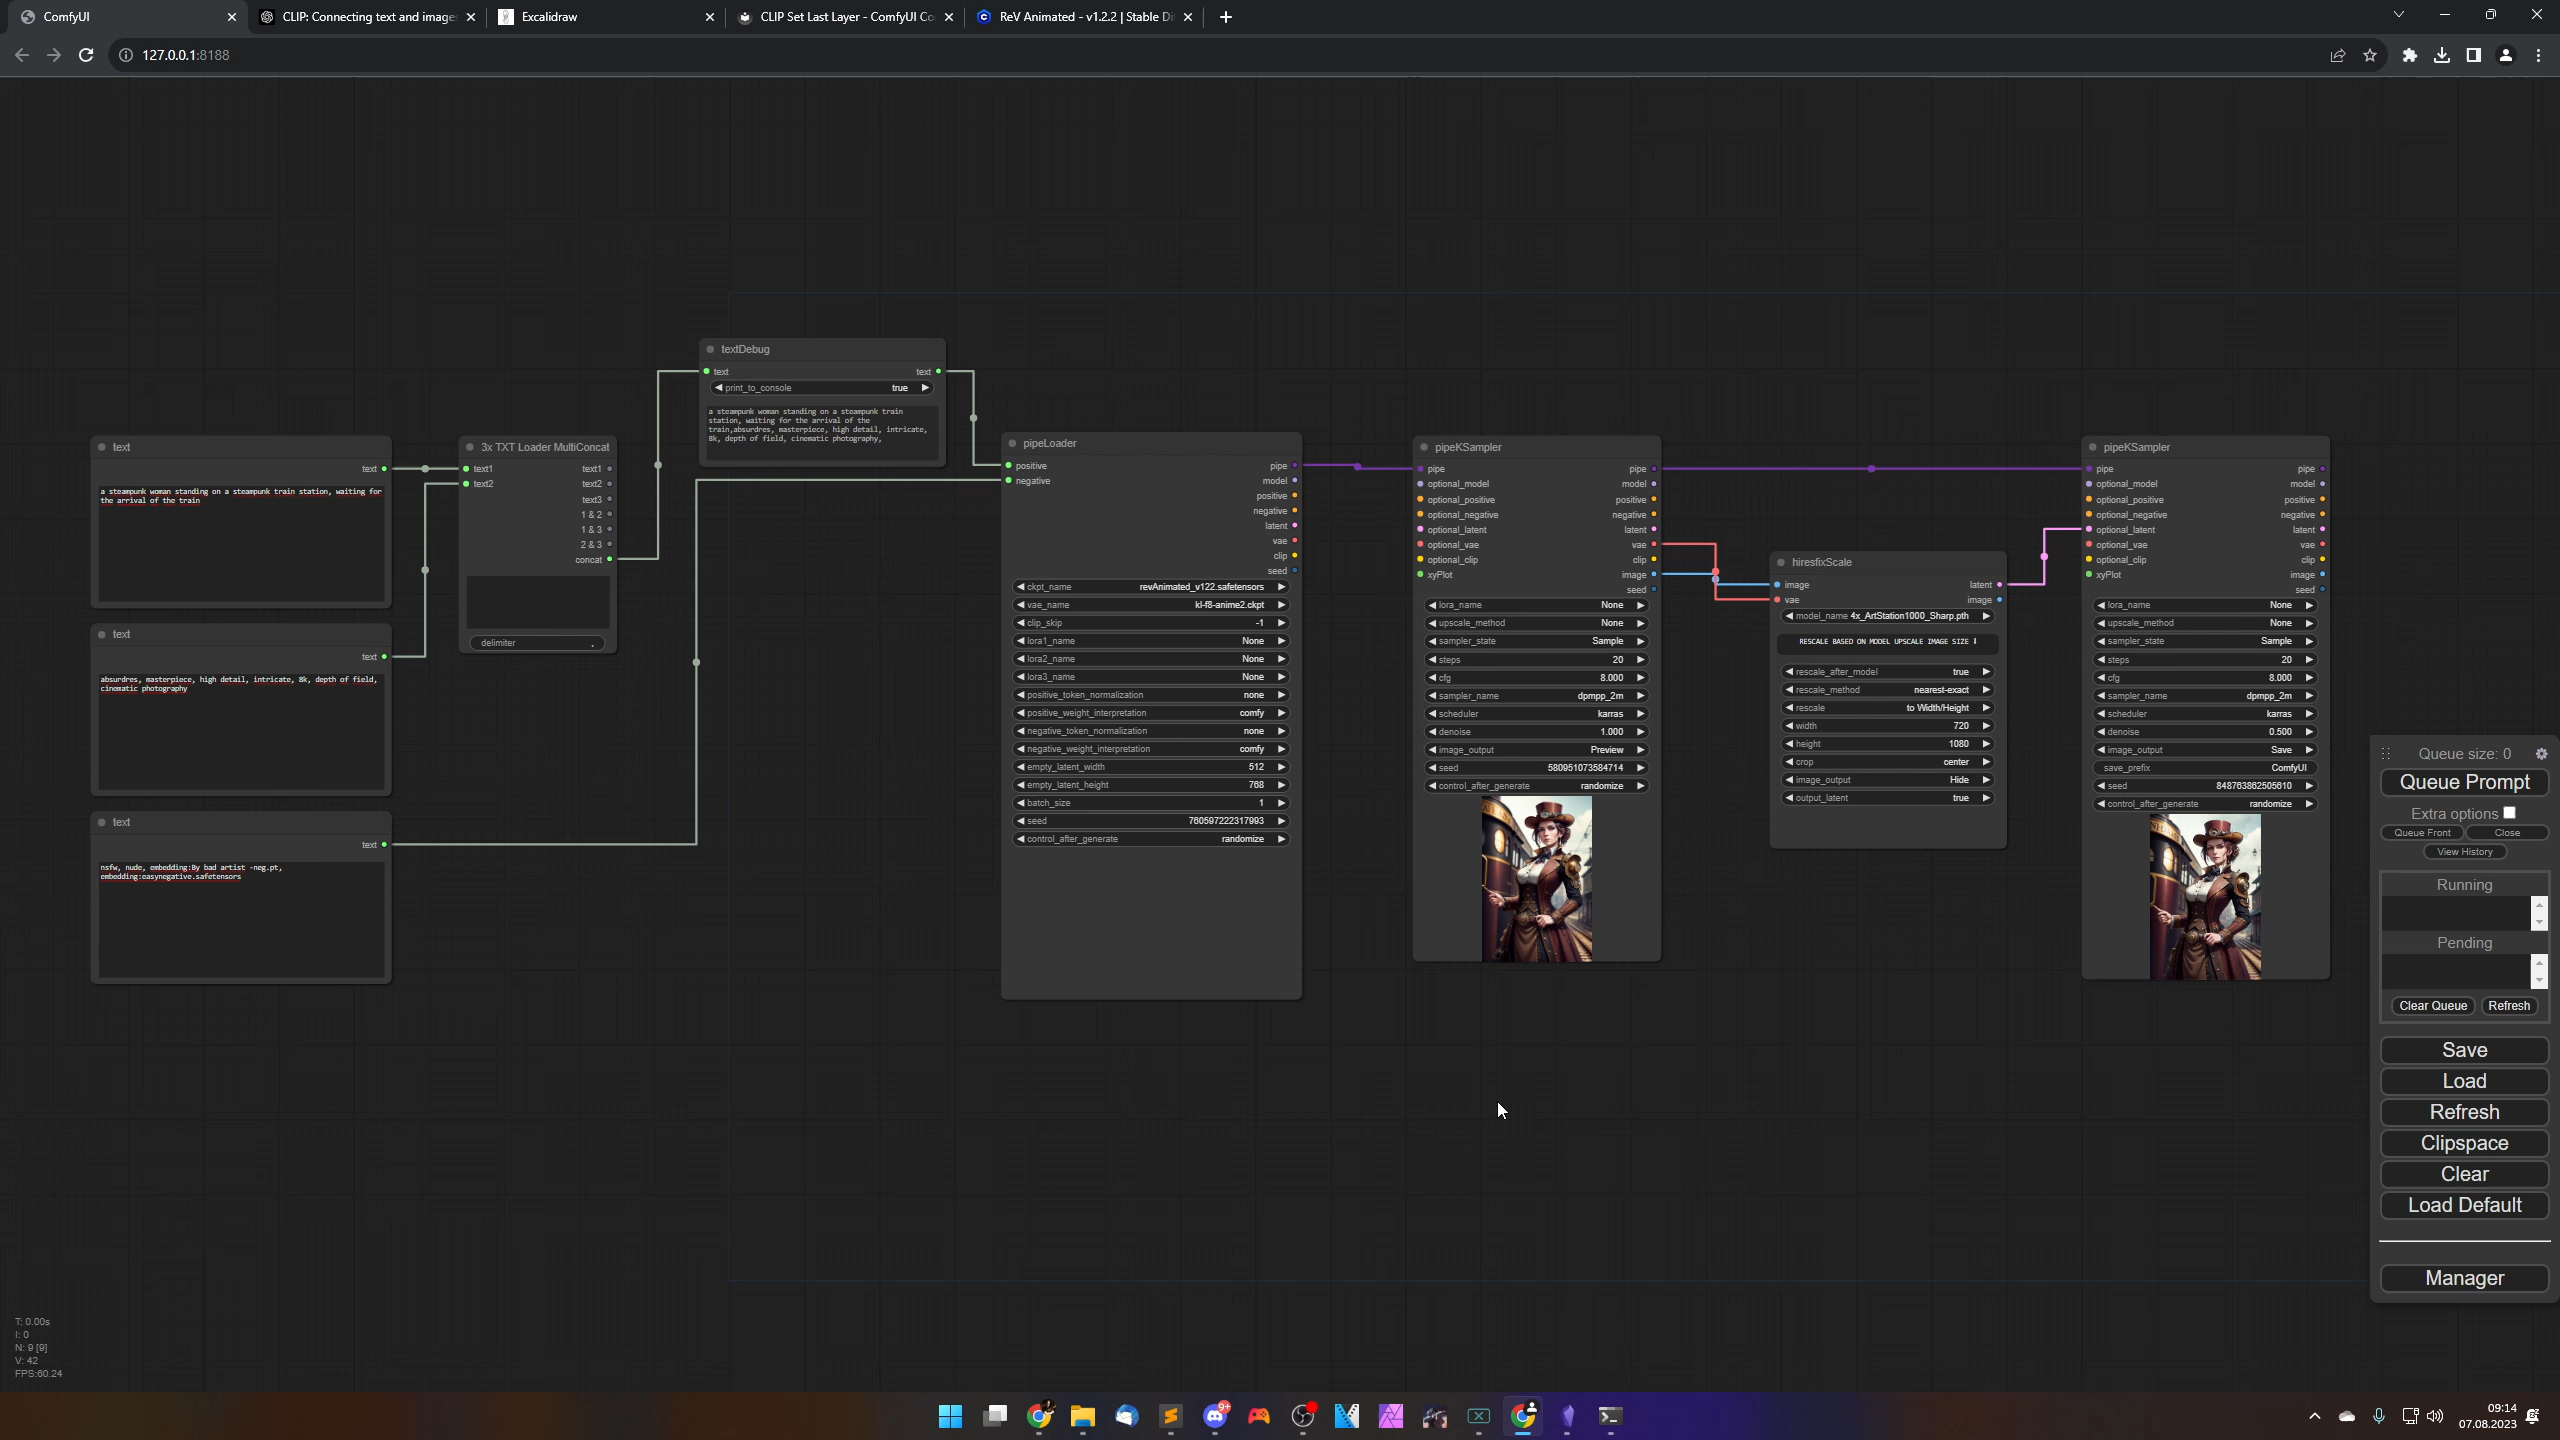 ComfyUI
CLIP: Connecting text and image
Excalidraw
CLIP Set Last Layer - ComfyUI Co
ReV Animated - v1.2.2 | Stable Di
127.0.0.1:8188
textDebug
text text
print_to_console true
a steampunk woman standing on a steampunk train
station, waiting for the arrival of the
train,absurdres, masterpiece, high detail, intricate,
8k, depth of field, cinematic photography,
text
text
a steampunk woman standing on a steampunk train station, waiting for
the arrival of the train
text
text
absurdres, masterpiece, high detail, intricate, 8k, depth of field,
cinematic photography
text
text
nsfw, nude, embedding:By bad artist -neg.pt,
embedding:easynegative.safetensors
3x TXT Loader MultiConcat
text1 text1
text2 text2
text3
1 & 2
1 & 3
2 & 3
concat
delimiter ,
pipeLoader
positive pipe
negative model
positive
negative
latent
vae
clip
seed
ckpt_name revAnimated_v122.safetensors
vae_name kl-f8-anime2.ckpt
clip_skip -1
lora1_name None
lora2_name None
lora3_name None
positive_token_normalization none
positive_weight_interpretation comfy
negative_token_normalization none
negative_weight_interpretation comfy
empty_latent_width 512
empty_latent_height 768
batch_size 1
seed 760597222317993
control_after_generate randomize
pipeKSampler
pipe pipe
optional_model model
optional_positive positive
optional_negative negative
optional_latent latent
optional_vae vae
optional_clip clip
xyPlot image
seed
lora_name None
upscale_method None
sampler_state Sample
steps 20
cfg 8.000
sampler_name dpmpp_2m
scheduler karras
denoise 1.000
image_output Preview
seed 580951073584714
control_after_generate randomize
hiresfixScale
image latent
vae image
model_name 4x_ArtStation1000_Sharp.pth
RESCALE BASED ON MODEL UPSCALE IMAGE SIZE ⬇
rescale_after_model true
rescale_method nearest-exact
rescale to Width/Height
width 720
height 1080
crop center
image_output Hide
output_latent true
pipeKSampler
pipe pipe
optional_model model
optional_positive positive
optional_negative negative
optional_latent latent
optional_vae vae
optional_clip clip
xyPlot image
seed
lora_name None
upscale_method None
sampler_state Sample
steps 20
cfg 8.000
sampler_name dpmpp_2m
scheduler karras
denoise 0.500
image_output Save
save_prefix ComfyUI
seed 848763862505610
control_after_generate randomize
Queue size: 0
Queue Prompt
Extra options
Queue Front Close
View History
Running
Pending
Clear Queue Refresh
Save
Load
Refresh
Clipspace
Clear
Load Default
Manager
T: 0.00s
I: 0
N: 9 [9]
V: 42
FPS:60.24
9+
09:14
07.08.2023